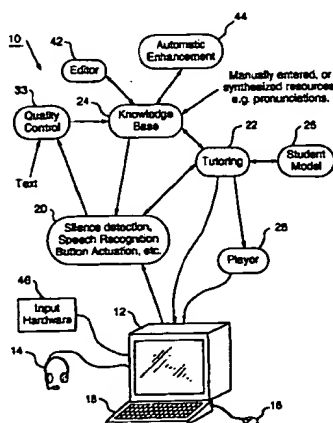 10
42
Editor
44
Automatic
Enhancement
33
Quality
Control
24
Knowledge
Base
Manually entered, or
synthesized resources
e.g. pronunciations.
22
Tutoring
26
Student
Model
Text
20
Silence detection,
Speech Recognition
Button Actuation, etc.
28
Player
46
Input
Hardware
12
14
18
16